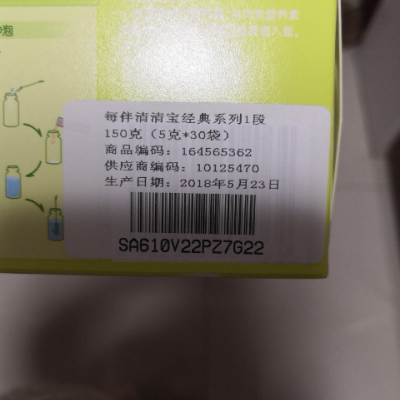 每伴清清宝经典系列1段
150克（5克*30袋）
商品编码：164565362
供应商编码：10125470
生产日期：2018年5月23日
SA610V22PZ7G22